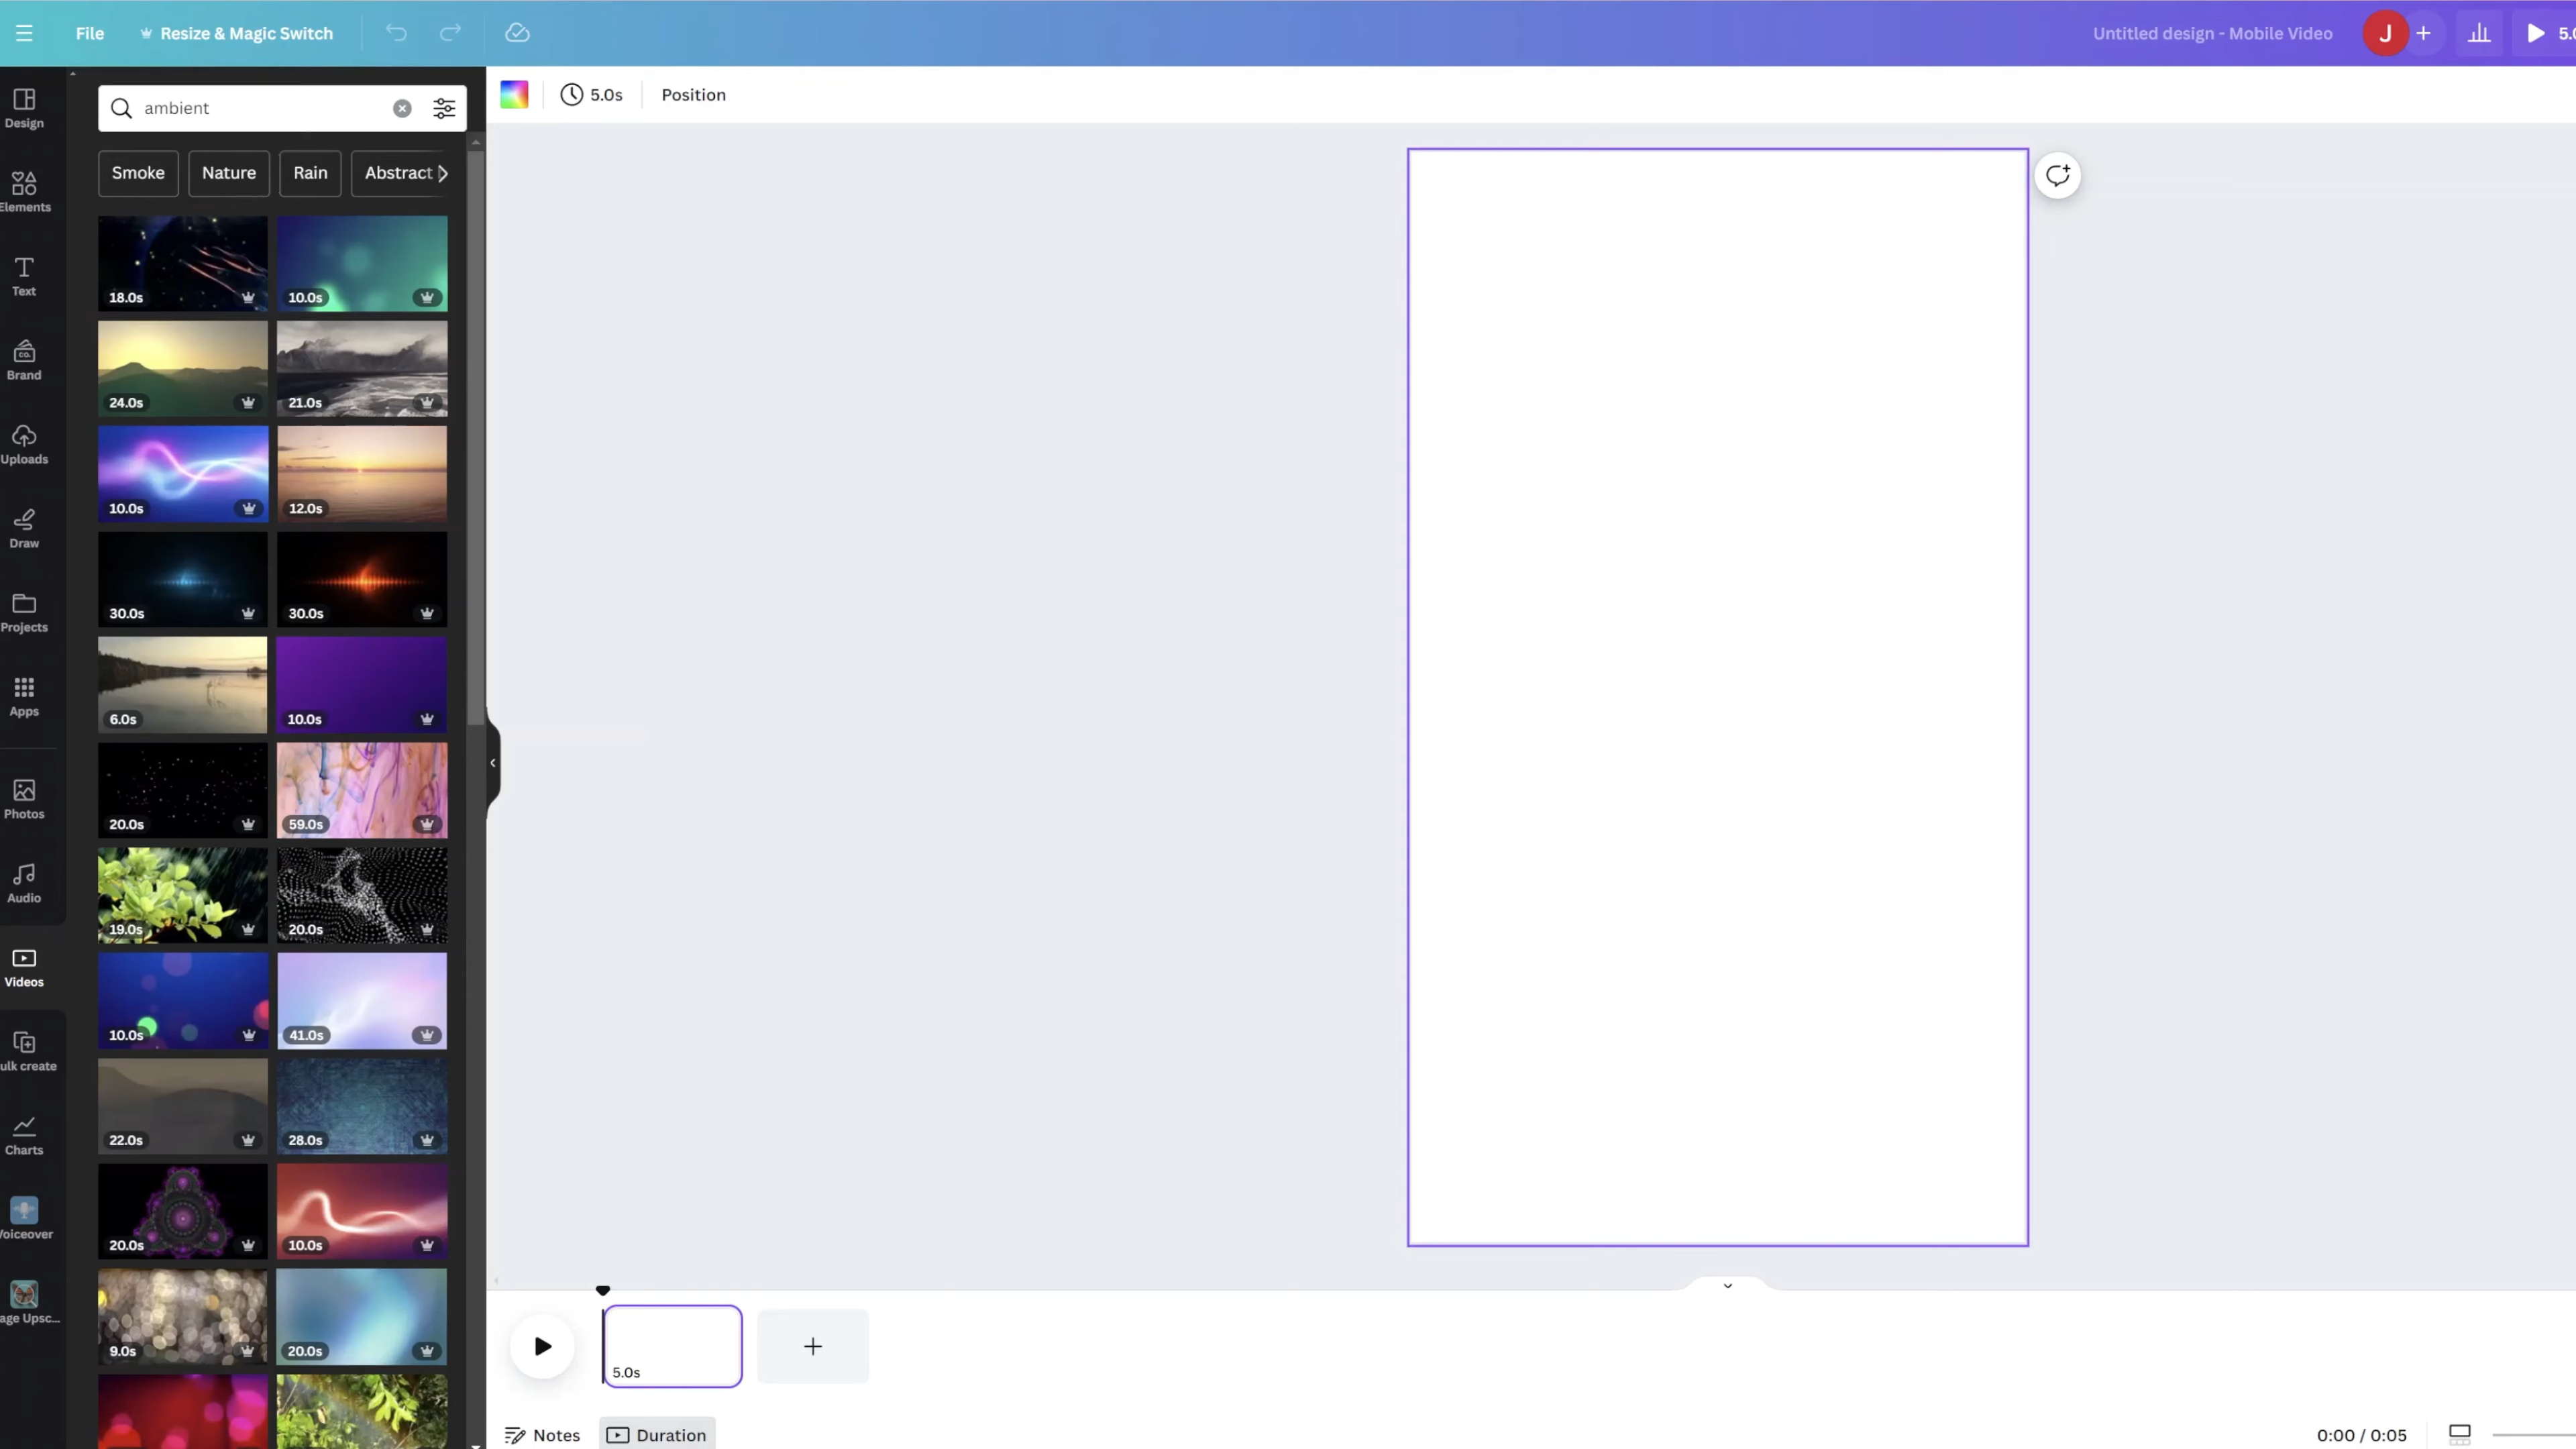 File
Resize & Magic Switch
Untitled design - Mobile Video
J
5.0
Design
Elements
Text
CO.
Brand
Uploads
Draw
Projects
Apps
Photos
Audio
Videos
ulk create
Charts
Voiceover
age Upsc...
ambient
Smoke
Nature
Rain
Abstract
18.0s
10.0s
24.0s
21.0s
10.0s
12.0s
30.0s
30.0s
6.0s
10.0s
20.0s
59.0s
19.0s
20.0s
10.0s
41.0s
22.0s
28.0s
20.0s
10.0s
9.0s
20.0s
5.0s
Position
5.0s
Notes
Duration
0:00 / 0:05